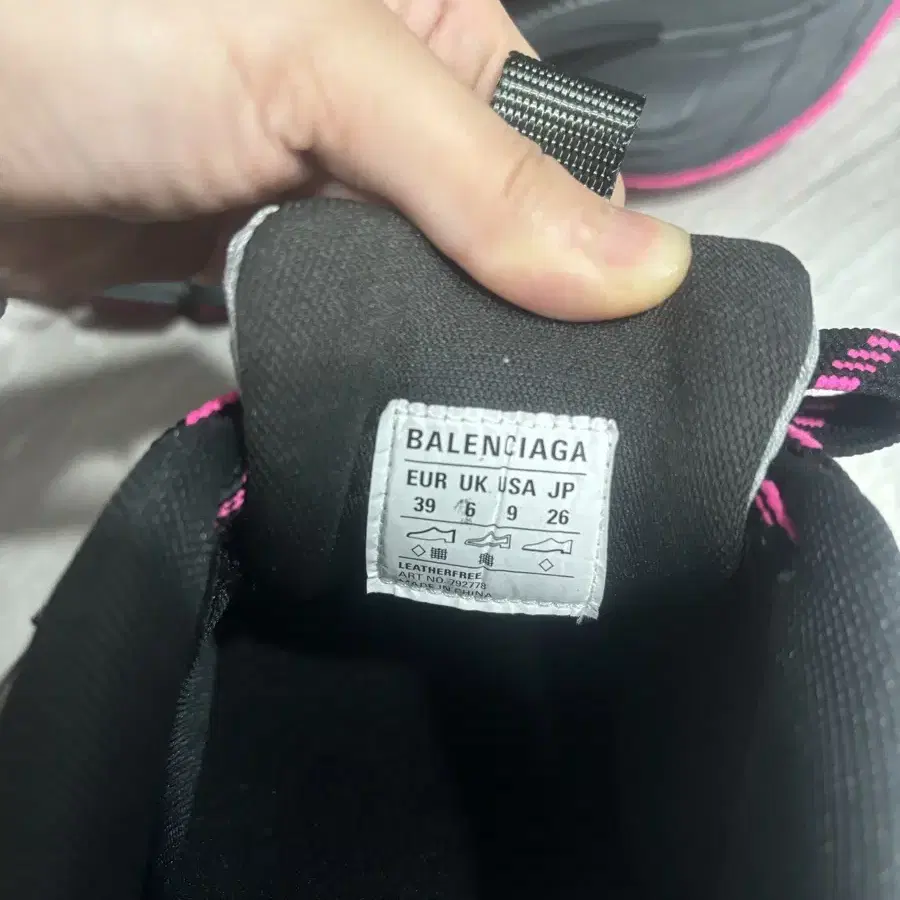 BALENCIAGA
EUR UK USA JP
39 6 9 26
LEATHERFREE
ART NO. 792778
MADE IN CHINA